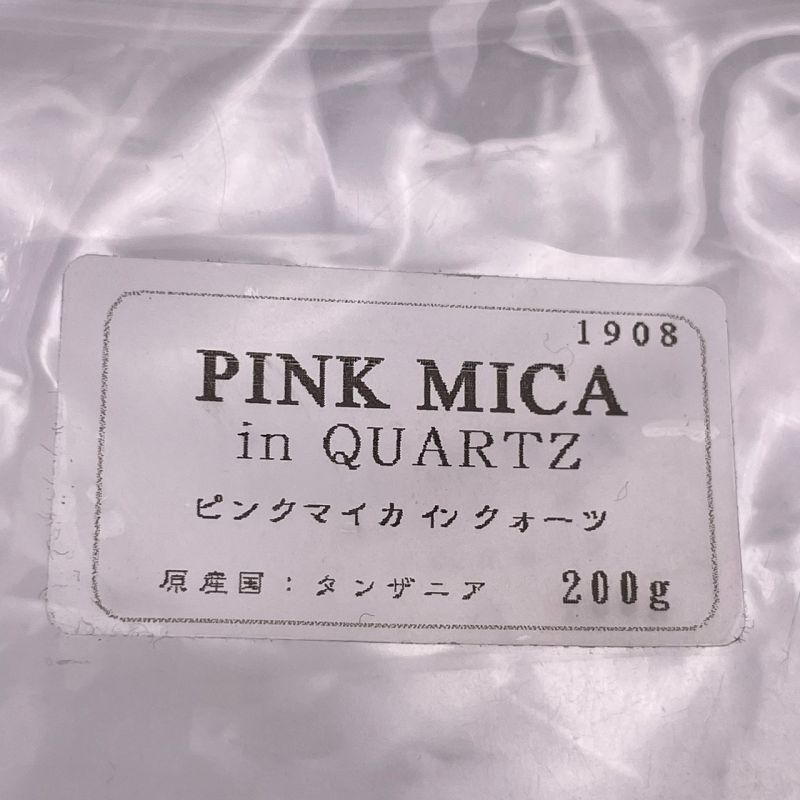 1908
PINK MICA
in QUARTZ
ピンクマイカ イン クォーツ
原産国：タンザニア 200g